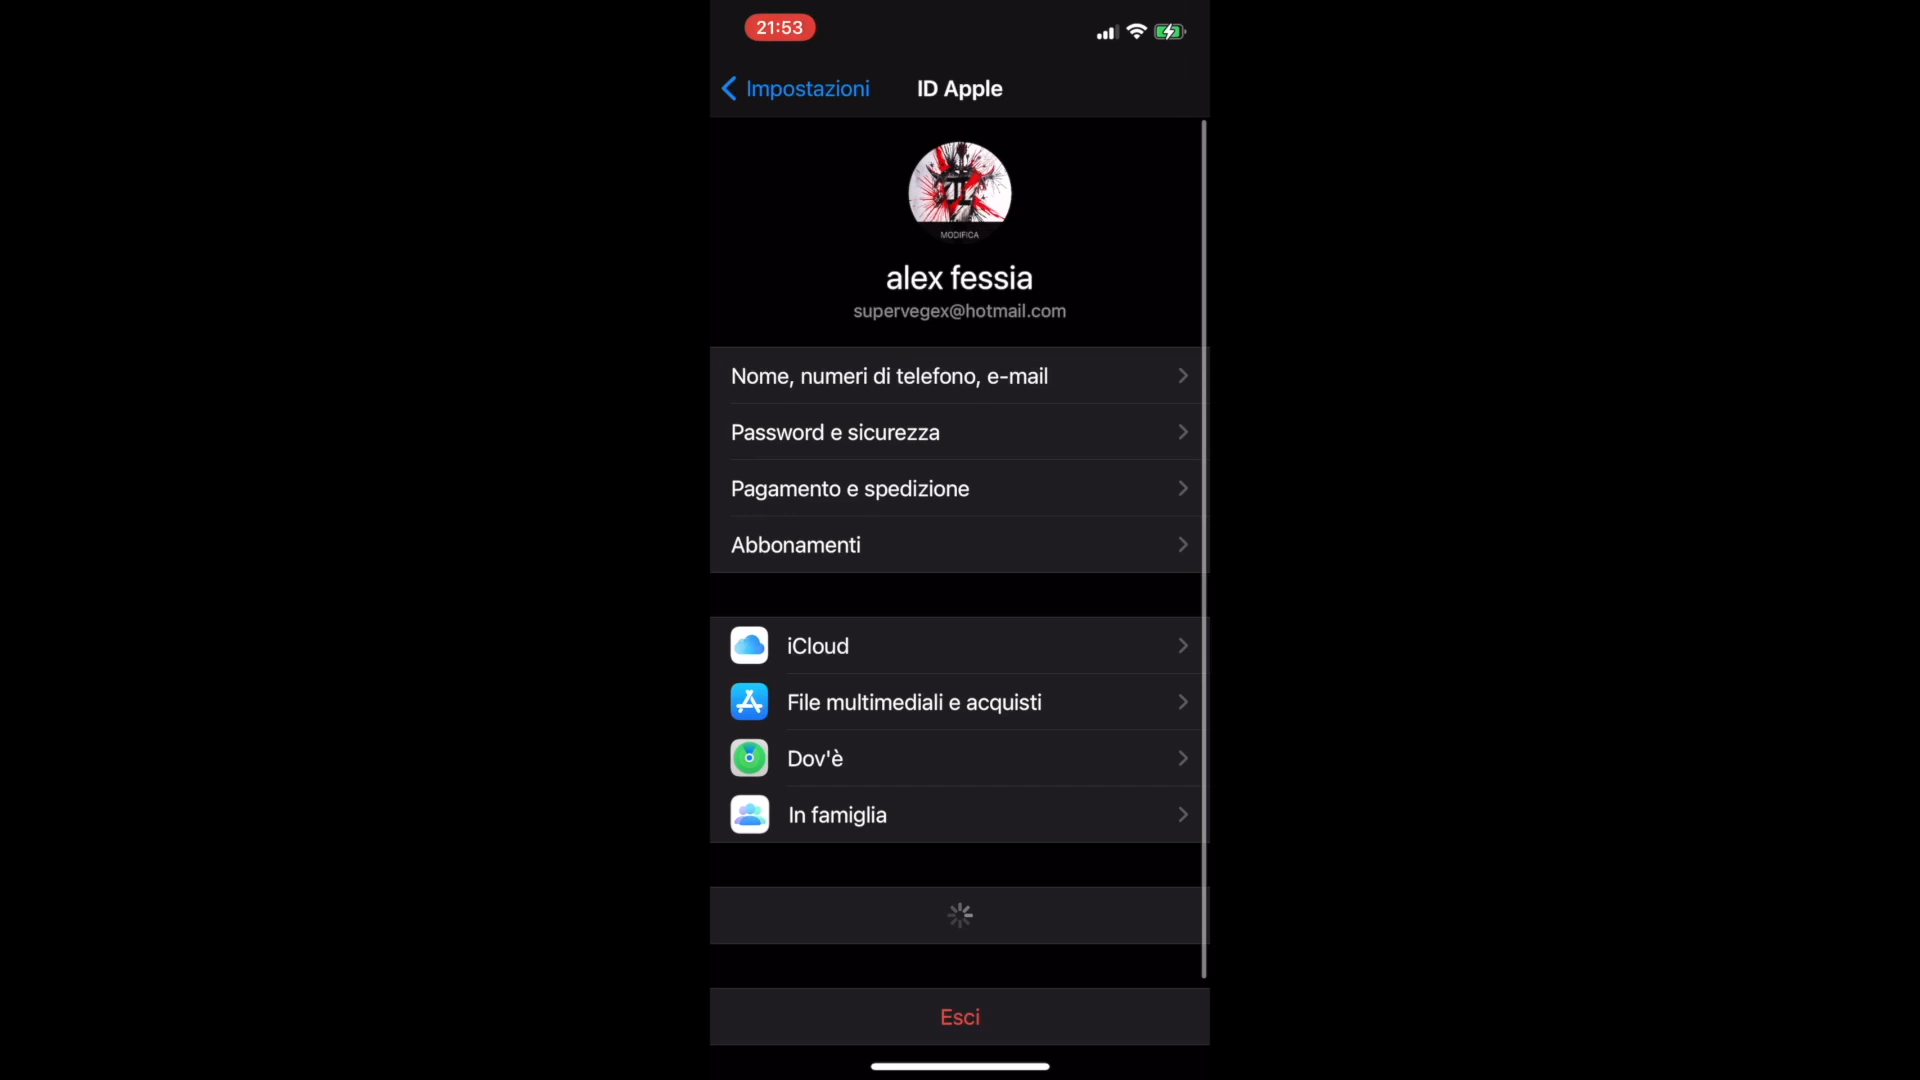 21:53
Impostazioni
ID Apple
MODIFICA
alex fessia
supervegex@hotmail.com
Nome, numeri di telefono, e-mail
Password e sicurezza
Pagamento e spedizione
Abbonamenti
iCloud
File multimediali e acquisti
Dov'è
In famiglia
Esci